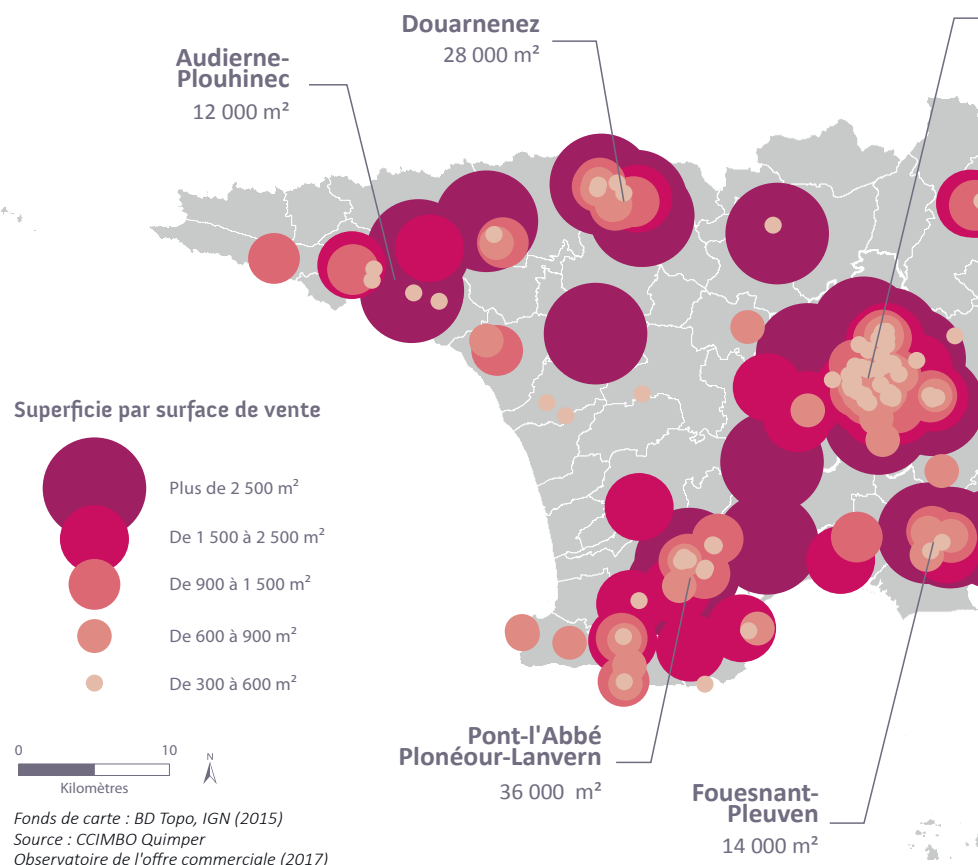 Douarnenez
28 000 m²
Audierne-
Plouhinec
12 000 m²
Superficie par surface de vente
Plus de 2 500 m²
De 1 500 à 2 500 m²
De 900 à 1 500 m²
De 600 à 900 m²
De 300 à 600 m²
0 10
N
Kilomètres
Pont-l'Abbé
Plonéour-Lanvern
36 000 m²
Fouesnant-
Pleuven
14 000 m²
Fonds de carte : BD Topo, IGN (2015)
Source : CCIMBO Quimper
Observatoire de l'offre commerciale (2017)